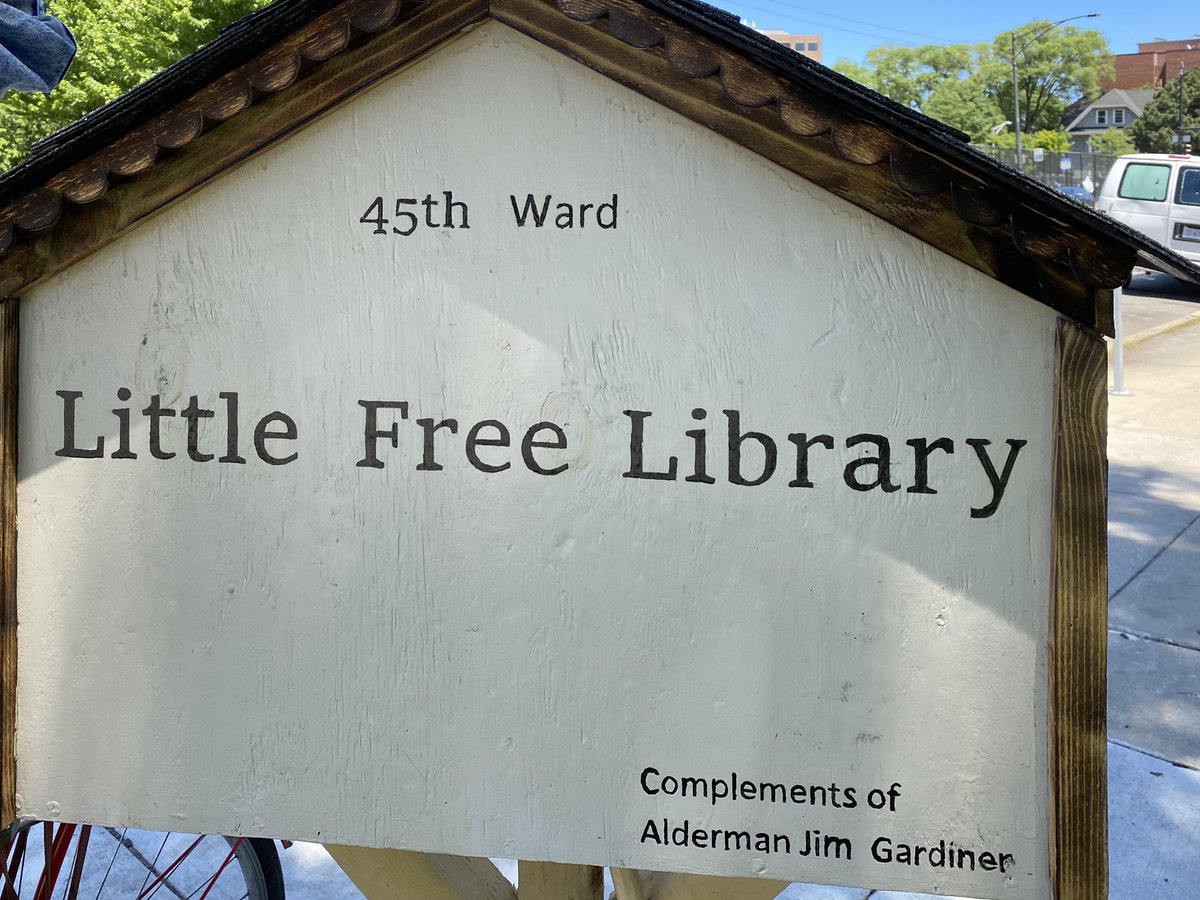 45th Ward
Little Free Library
Complements of
Alderman Jim Gardiner